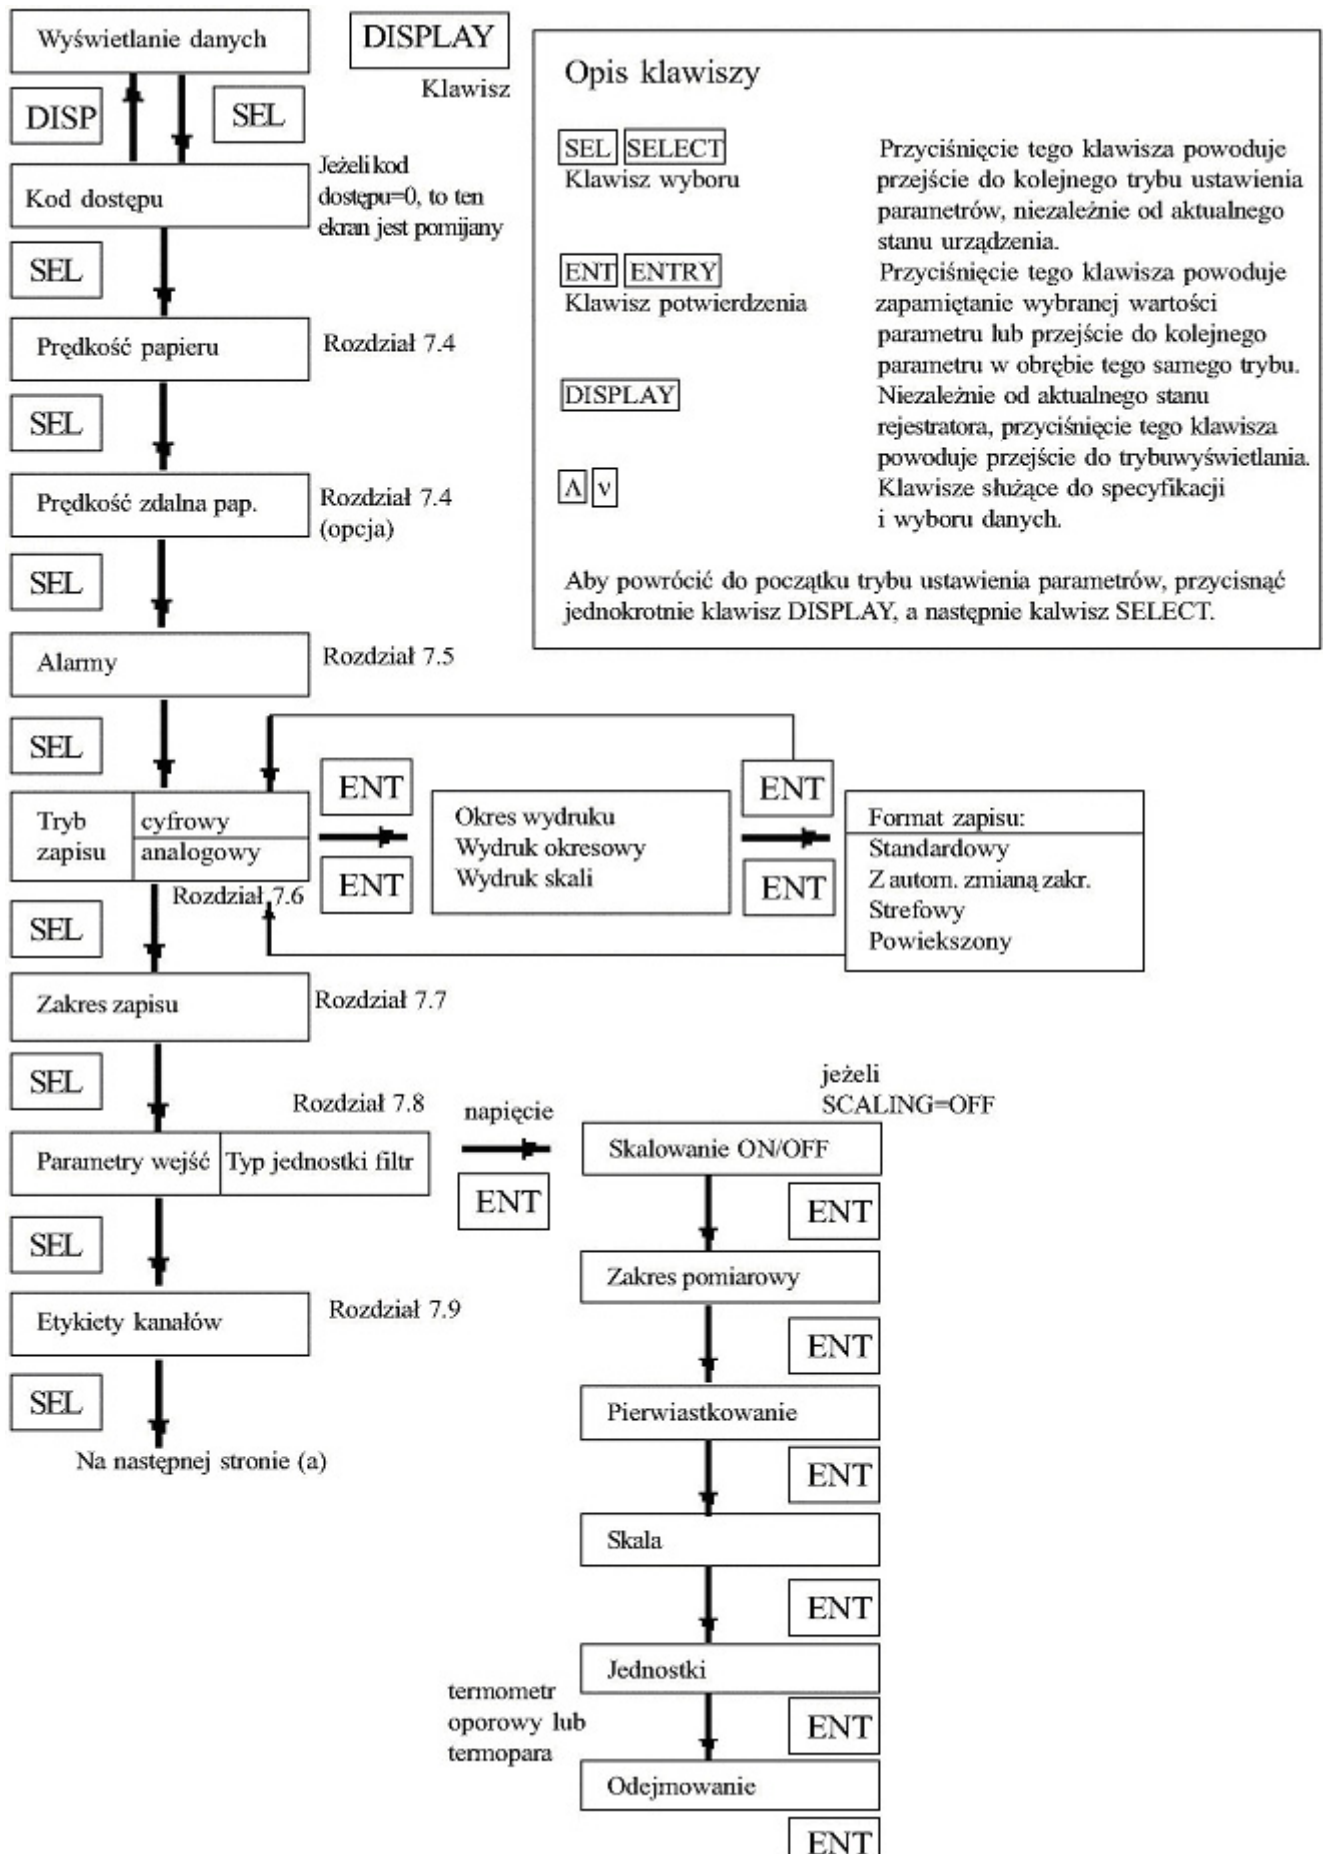 Wyświetlanie danych
DISPLAY
Klawisz
DISP
SEL
Kod dostępu
Jeżeli kod
dostępu=0, to ten
ekran jest pomijany
SEL
Prędkość papieru
Rozdział 7.4
SEL
Prędkość zdalna pap.
Rozdział 7.4
(opcja)
SEL
Alarmy
Rozdział 7.5
SEL
Opis klawiszy
SEL SELECT
Klawisz wyboru
Przyciśnięcie tego klawisza powoduje
przejście do kolejnego trybu ustawienia
parametrów, niezależnie od aktualnego
stanu urządzenia.
ENT ENTRY
Klawisz potwierdzenia
Przyciśnięcie tego klawisza powoduje
zapamiętanie wybranej wartości
parametru lub przejście do kolejnego
parametru w obrębie tego samego trybu.
DISPLAY
Niezależnie od aktualnego stanu
rejestratora, przyciśnięcie tego klawisza
powoduje przejście do trybuwyświetlania.
Λ ν
Klawisze służące do specyfikacji
i wyboru danych.
Aby powrócić do początku trybu ustawienia parametrów, przycisnąć
jednokrotnie klawisz DISPLAY, a następnie kalwisz SELECT.
Tryb
zapisu
cyfrowy
analogowy
Rozdział 7.6
ENT
ENT
Okres wydruku
Wydruk okresowy
Wydruk skali
ENT
ENT
Format zapisu:
Standardowy
Z autom. zmianą zakr.
Strefowy
Powiekszony
SEL
Zakres zapisu
Rozdział 7.7
SEL
Rozdział 7.8
Parametry wejść
Typ jednostki filtr
napięcie
ENT
jeżeli
SCALING=OFF
Skalowanie ON/OFF
ENT
SEL
Etykiety kanałów
Rozdział 7.9
SEL
Na następnej stronie (a)
Zakres pomiarowy
ENT
Pierwiastkowanie
ENT
Skala
ENT
Jednostki
termometr
oporowy lub
termopara
ENT
Odejmowanie
ENT